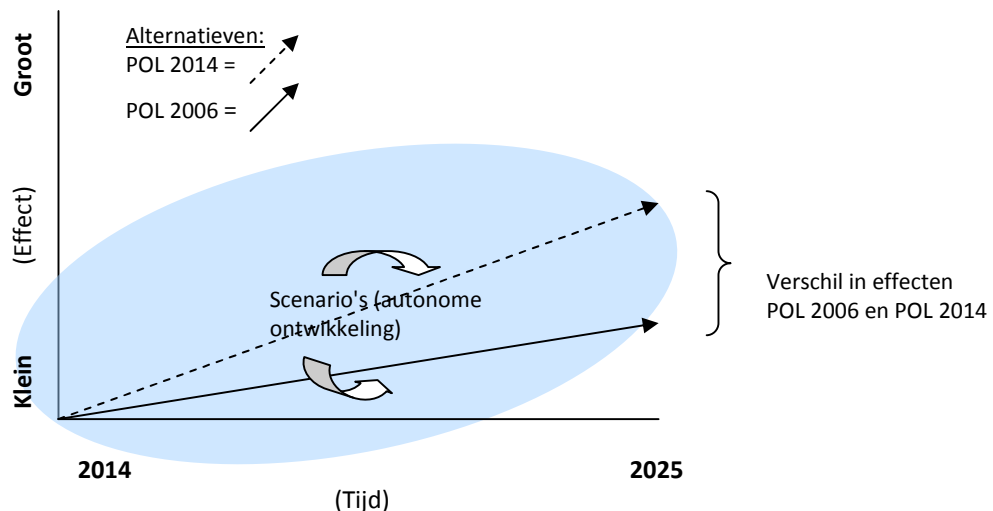 Alternatieven:
POL 2014 =
POL 2006 =
Groot
(Effect)
Klein
Scenario's (autonome
ontwikkeling)
Verschil in effecten
POL 2006 en POL 2014
2014
2025
(Tijd)